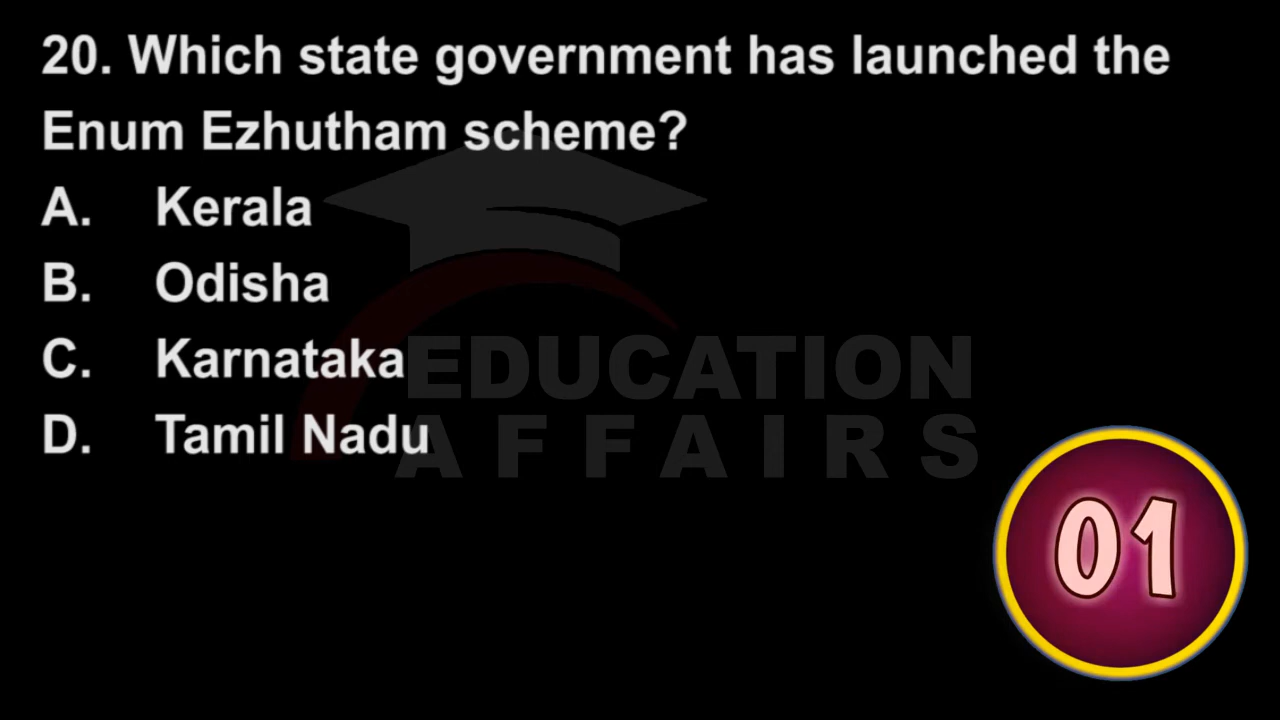 20. Which state government has launched the
Enum Ezhutham scheme?
A. Kerala
B. Odisha
C. Karnataka
D. Tamil Nadu
EDUCATION
AFFAIRS
01